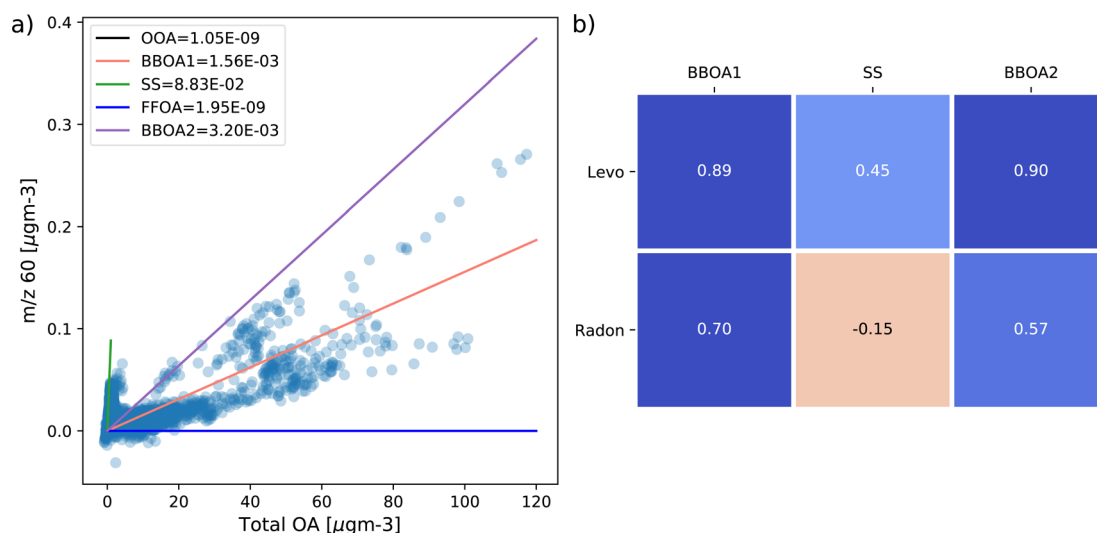 a)
OOA=1.05E-09
BBOA1=1.56E-03
SS=8.83E-02
FFOA=1.95E-09
BBOA2=3.20E-03
m/z 60 [μgm-3]
0.4
0.3
0.2
0.1
0.0
0 20 40 60 80 100 120
Total OA [μgm-3]
b)
BBOA1 SS BBOA2
Levo 0.89 0.45 0.90
Radon 0.70 -0.15 0.57